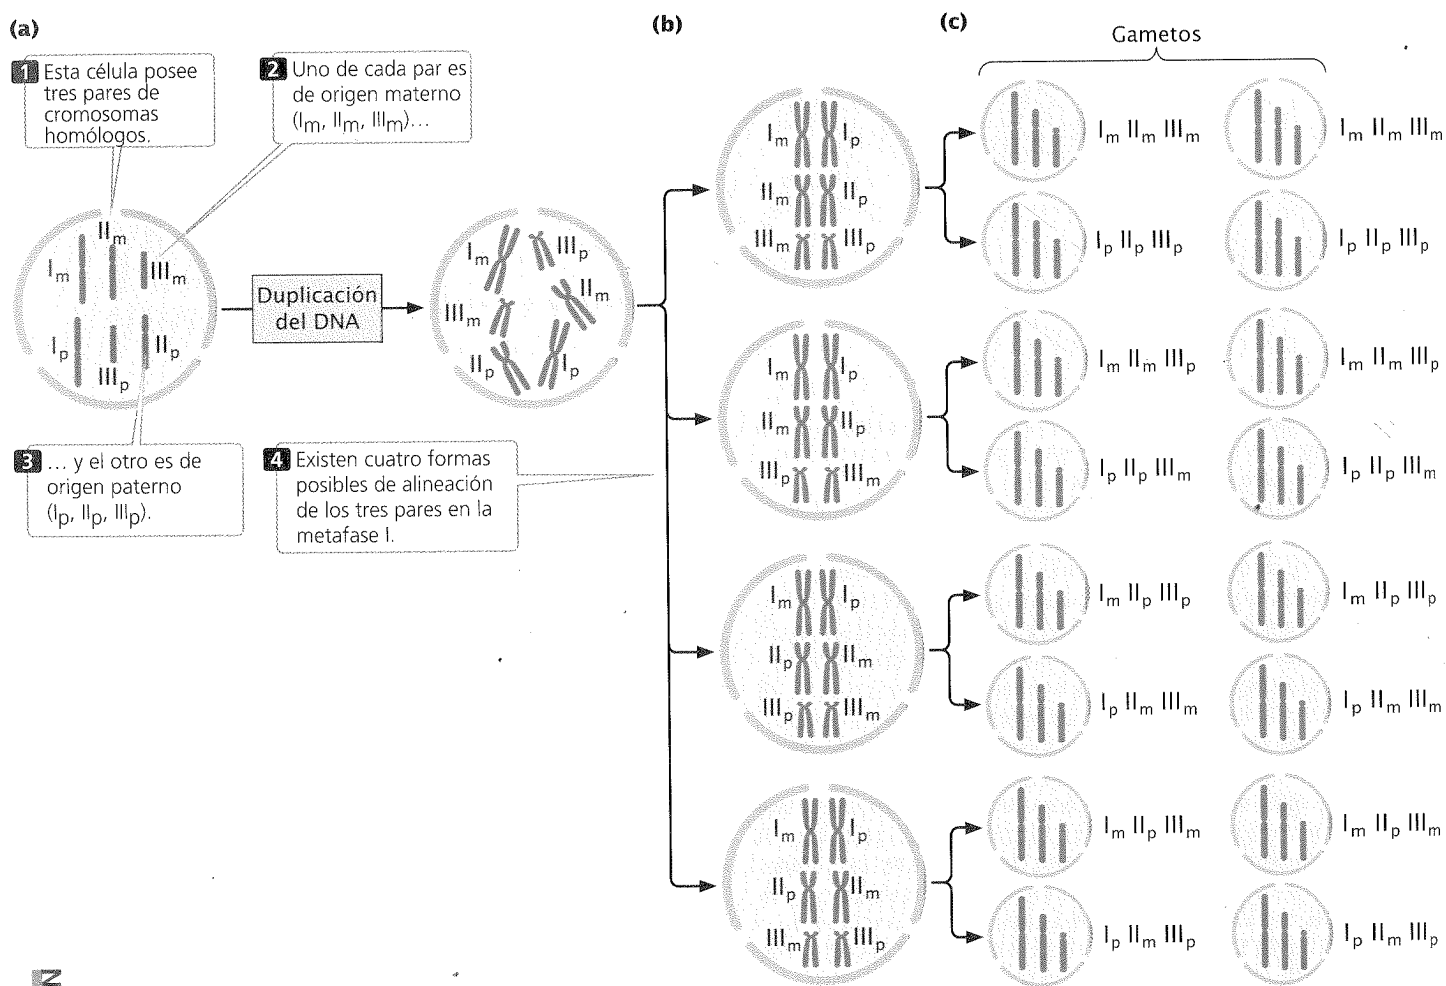 (a)
1 Esta célula posee
tres pares de
cromosomas
homólogos.
2 Uno de cada par es
de origen materno
(Im, IIm, IIIm)...
IIm
Im
IIIm
Ip
IIp
IIIp
Duplicación
del DNA
Im
IIIp
IIm
IIIm
IIp
Ip
3 ... y el otro es de
origen paterno
(Ip, IIp, IIIp).
4 Existen cuatro formas
posibles de alineación
de los tres pares en la
metafase I.
(b)
Im Ip
IIm IIp
IIIm IIIp
Im Ip
IIm IIp
IIIp IIIm
Im Ip
IIp IIm
IIIp IIIm
Im Ip
IIp IIm
IIIm IIIp
(c)
Gametos
Im IIm IIIm Im IIm IIIm
Ip IIp IIIp Ip IIp IIIp
Im IIm IIIp Im IIm IIIp
Ip IIp IIIm Ip IIp IIIm
Im IIp IIIp Im IIp IIIp
Ip IIm IIIm Ip IIm IIIm
Im IIp IIIm Im IIp IIIm
Ip IIm IIIp Ip IIm IIIp